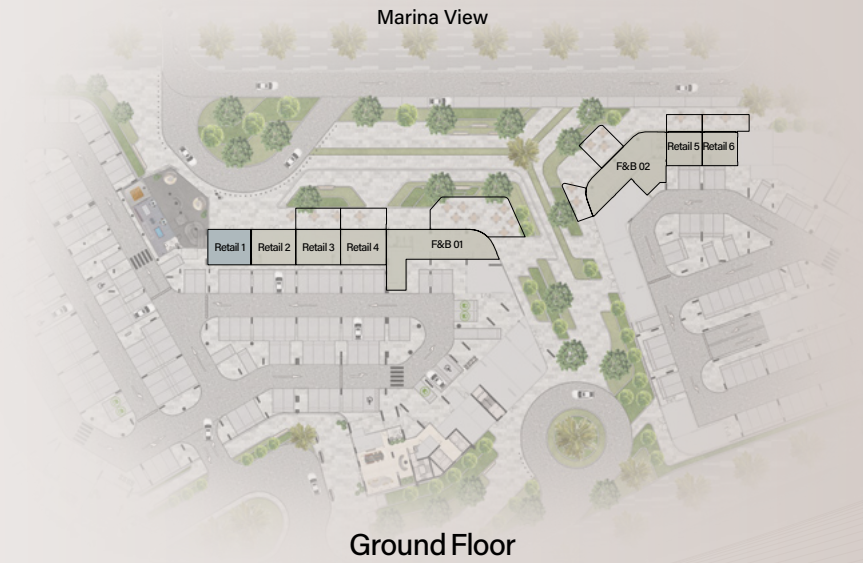 Marina View
Retail 5
Retail 6
F&B 02
Retail 1
Retail 2
Retail 3
Retail 4
F&B 01
Ground Floor